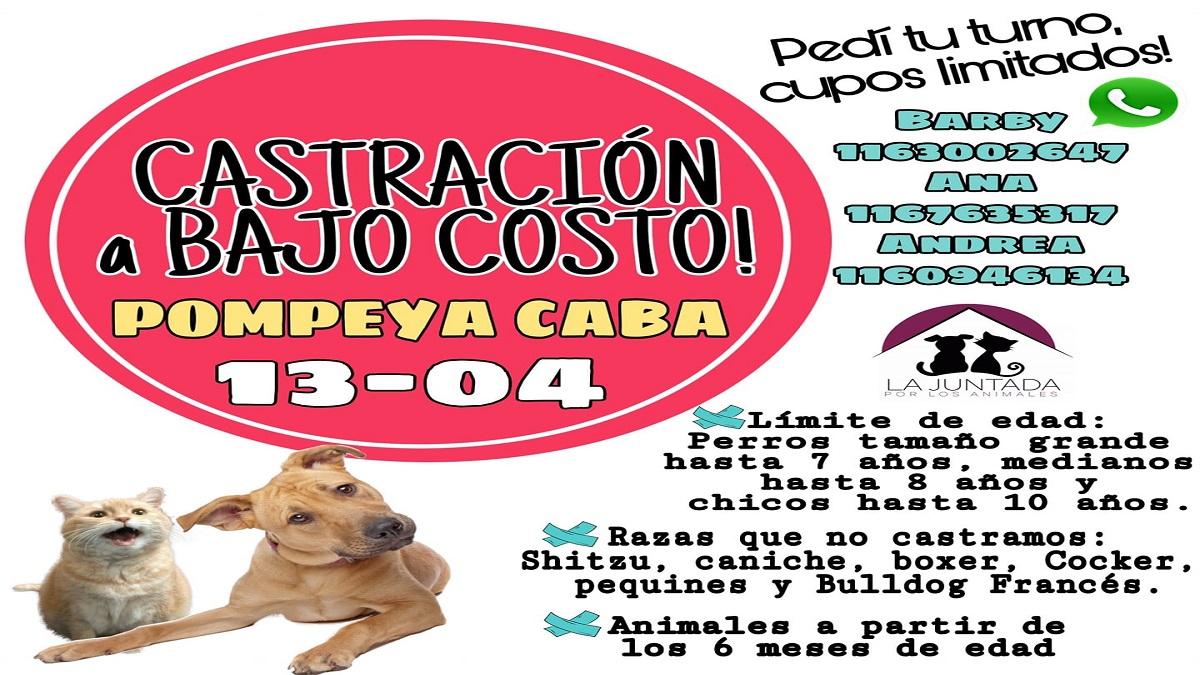 CASTRACIÓN
a BAJO COSTO!
POMPEYA CABA
13-04
Pedí tu turno,
cupos limitados!
Barby
1163002647
Ana
1167635317
Andrea
1160946134
LA JUNTADA
POR LOS ANIMALES
Límite de edad:
Perros tamaño grande
hasta 7 años, medianos
hasta 8 años y
chicos hasta 10 años.
Razas que no castramos:
Shitzu, caniche, boxer, Cocker,
pequines y Bulldog Francés.
Animales a partir de
los 6 meses de edad